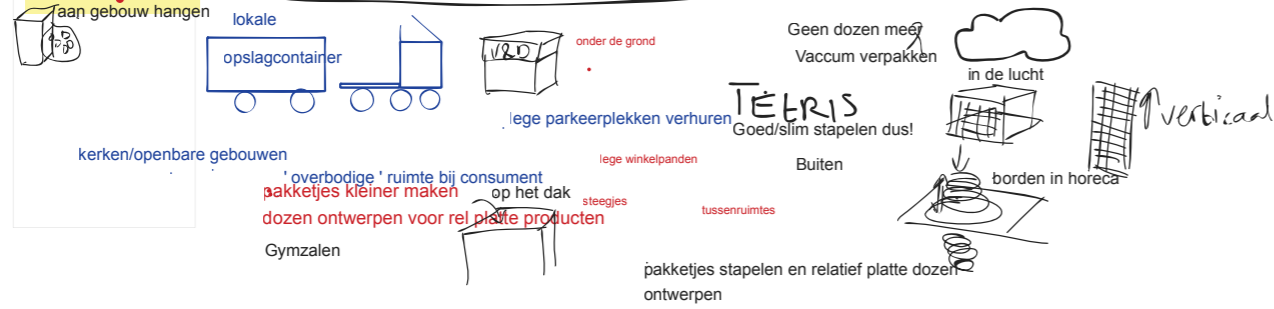 aan gebouw hangen
lokale
opslagcontainer
V&D
onder de grond
Geen dozen meer
Vaccum verpakken
in de lucht
TETRIS
Goed/slim stapelen dus!
verticaal
lege parkeerplekken verhuren
kerken/openbare gebouwen
' overbodige ' ruimte bij consument
lege winkelpanden
Buiten
pakketjes kleiner maken
op het dak
borden in horeca
steegjes
tussenruimtes
dozen ontwerpen voor rel platte producten
Gymzalen
pakketjes stapelen en relatief platte dozen
ontwerpen